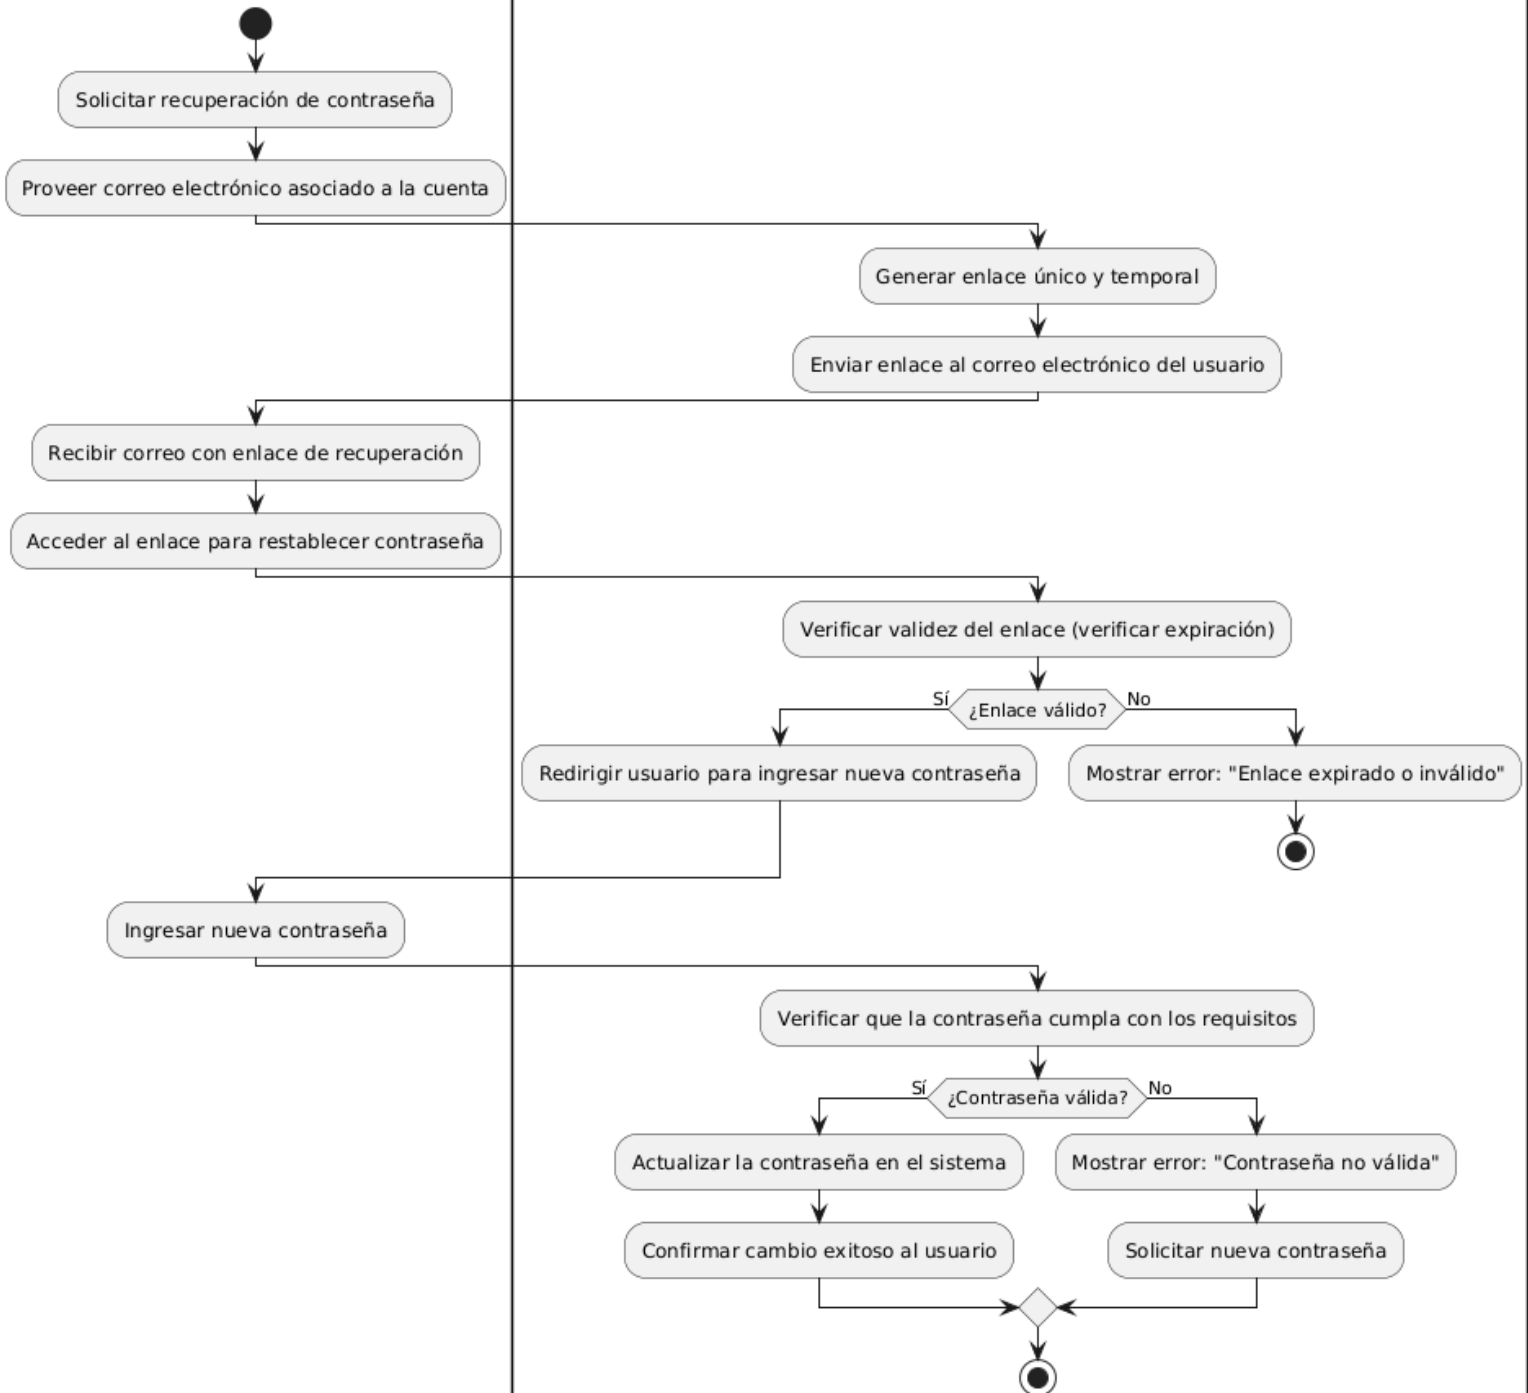 Solicitar recuperación de contraseña
Proveer correo electrónico asociado a la cuenta
Generar enlace único y temporal
Enviar enlace al correo electrónico del usuario
Recibir correo con enlace de recuperación
Acceder al enlace para restablecer contraseña
Verificar validez del enlace (verificar expiración)
Sí
¿Enlace válido?
No
Redirigir usuario para ingresar nueva contraseña
Mostrar error: "Enlace expirado o inválido"
Ingresar nueva contraseña
Verificar que la contraseña cumpla con los requisitos
Sí
¿Contraseña válida?
No
Actualizar la contraseña en el sistema
Mostrar error: "Contraseña no válida"
Confirmar cambio exitoso al usuario
Solicitar nueva contraseña